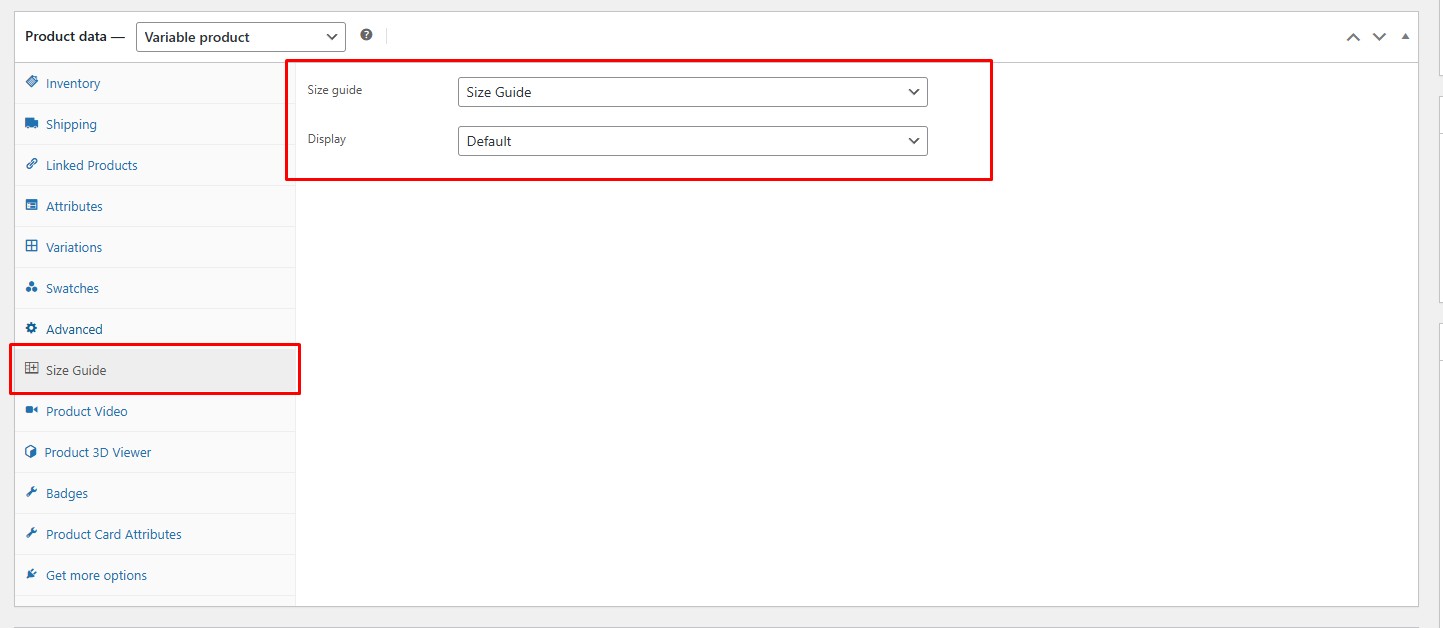 Product data — Variable product
Inventory
Shipping
Linked Products
Attributes
Variations
Swatches
Advanced
Size Guide
Product Video
Product 3D Viewer
Badges
Product Card Attributes
Get more options
Size guide Size Guide
Display Default